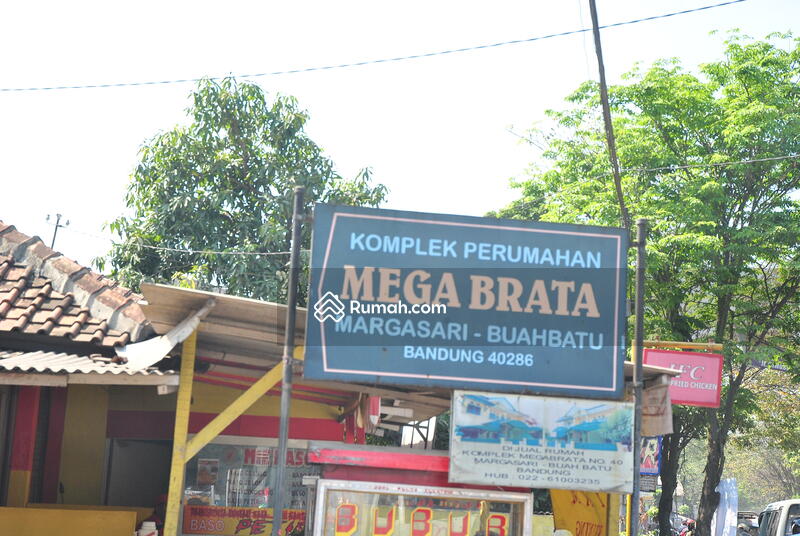 KOMPLEK PERUMAHAN
MEGA BRATA
Rumah.com
MARGASARI - BUAHBATU
BANDUNG 40286
FRIED CHICKEN
DIJUAL RUMAH
KOMPLEK MEGABRATA NO. 40
MARGASARI - BUAH BATU
BANDUNG
HUB : 022 - 61003235
BASO
BUBUR